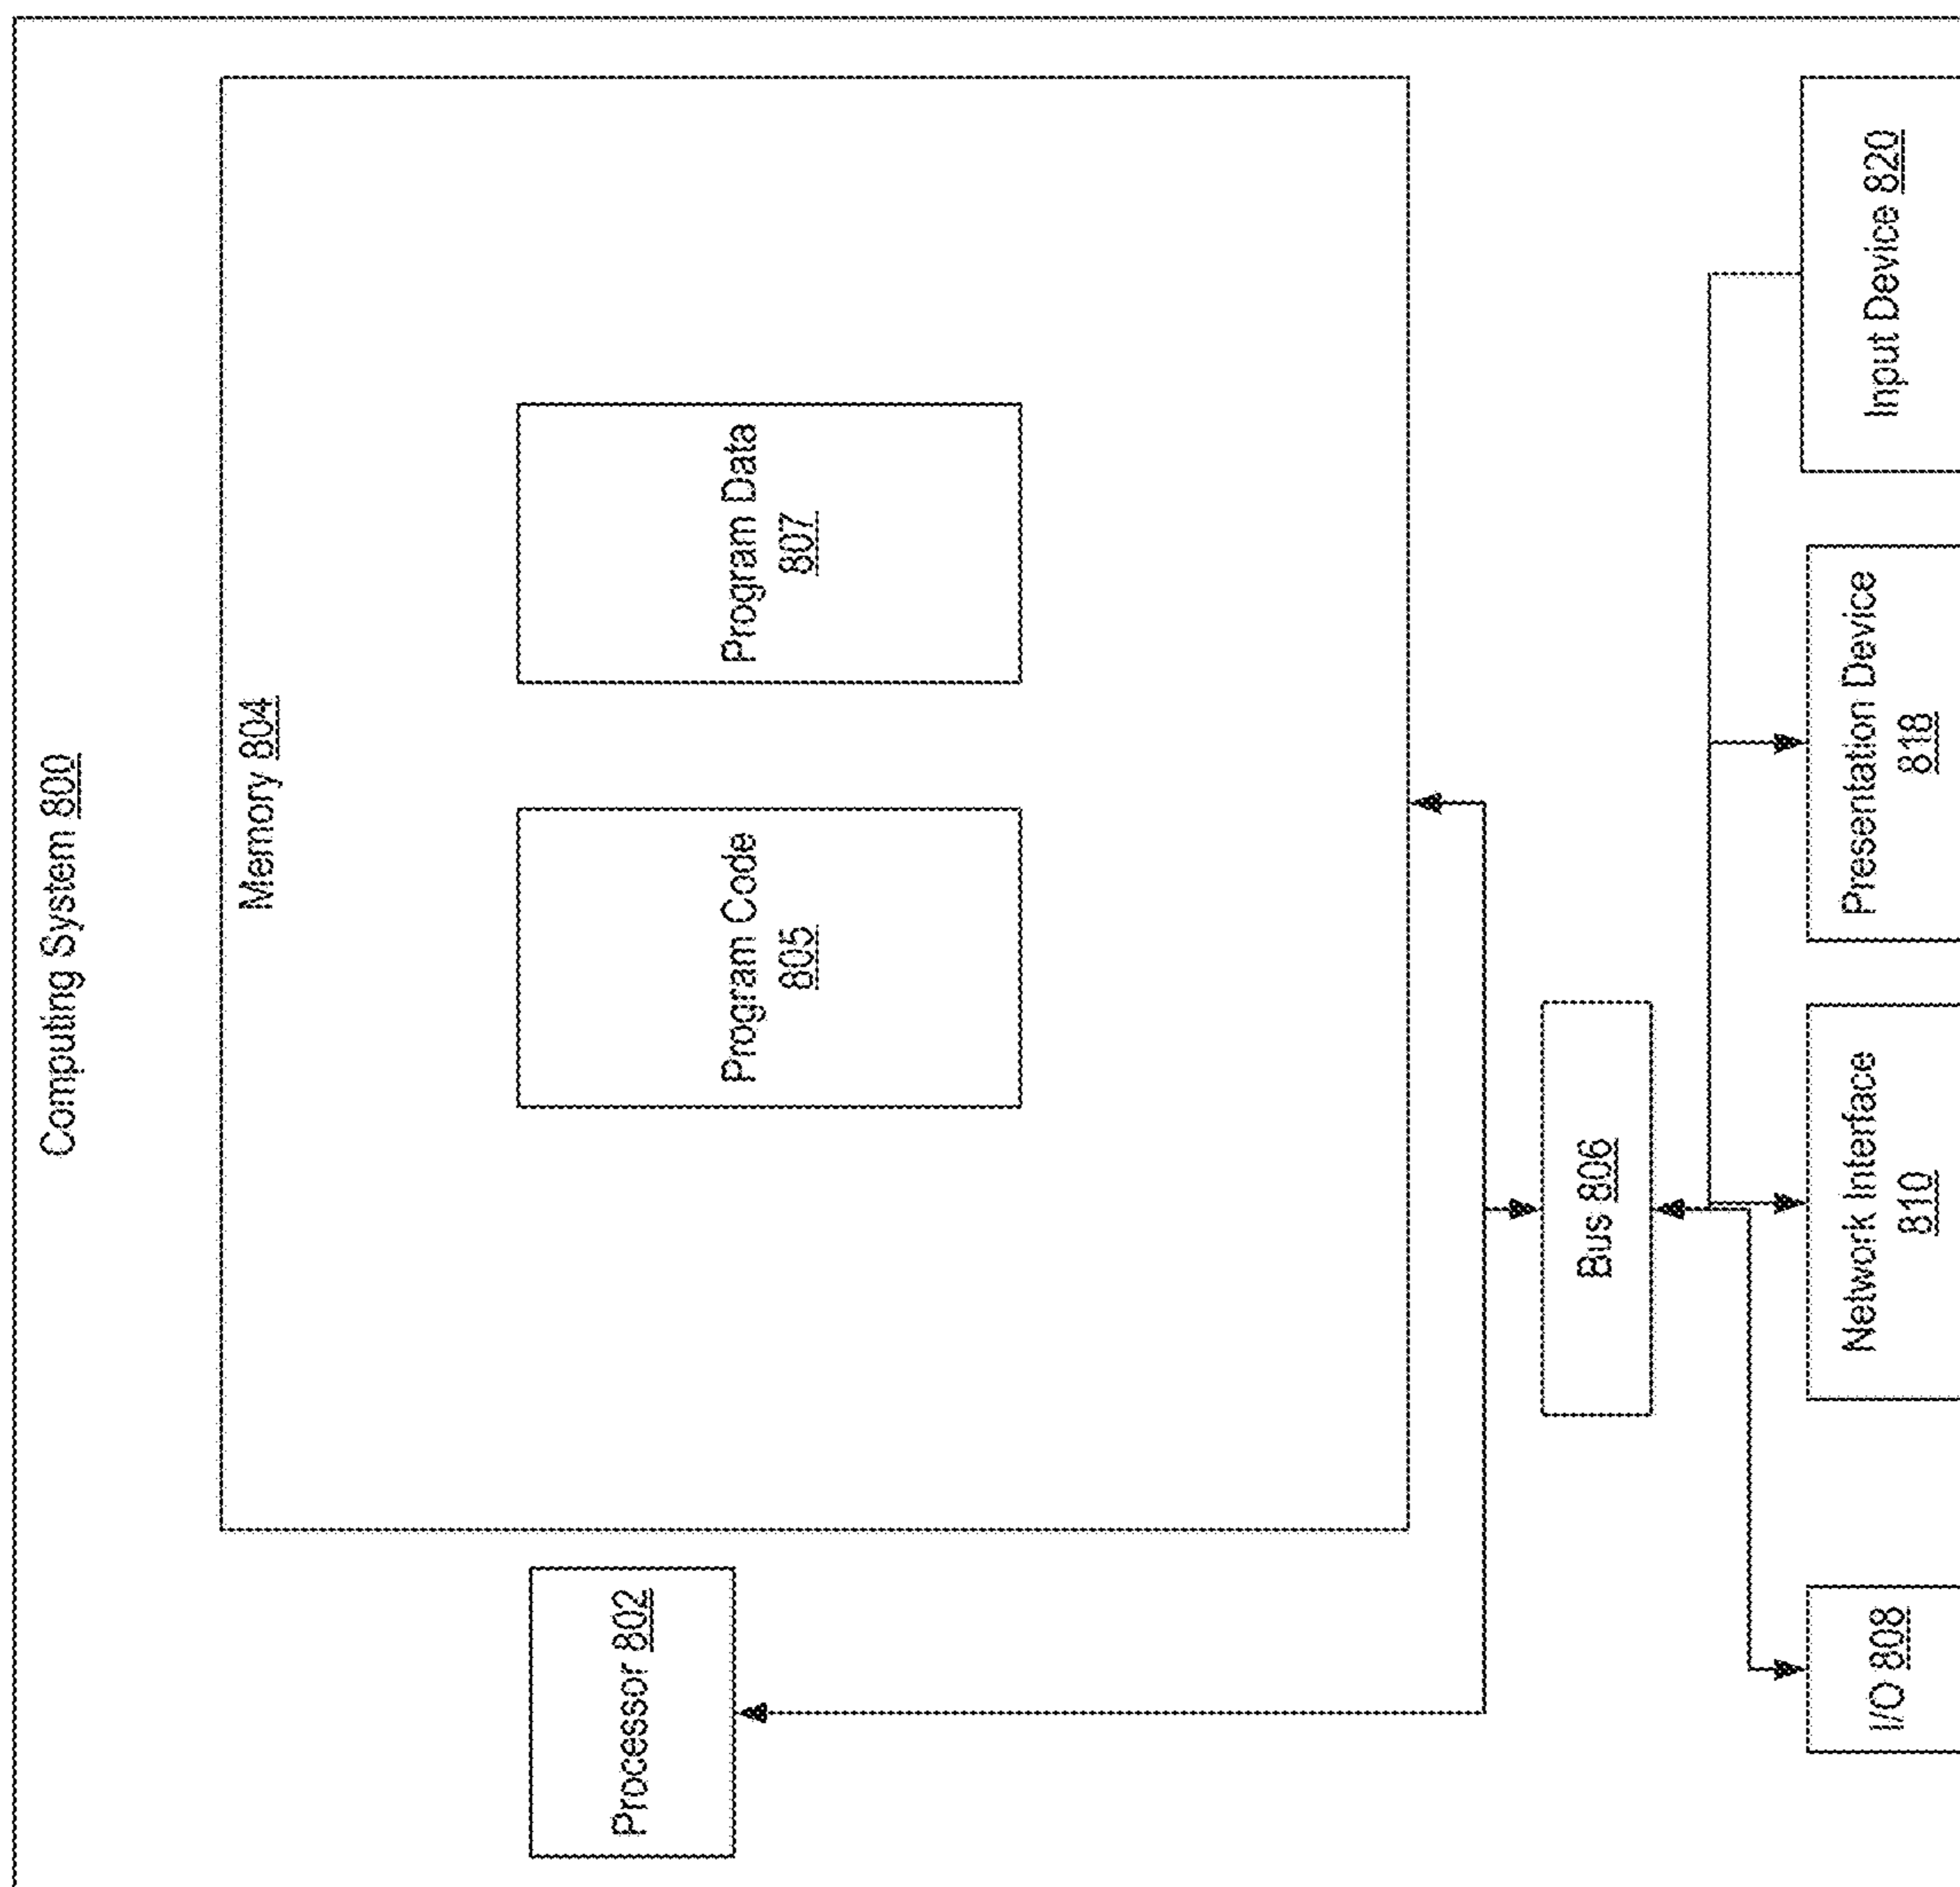 Computing System 800
Memory 804
Processor 802
Program Code
805
Program Data
807
Bus 806
I/O 808
Network Interface
810
Presentation Device
818
Input Device 820